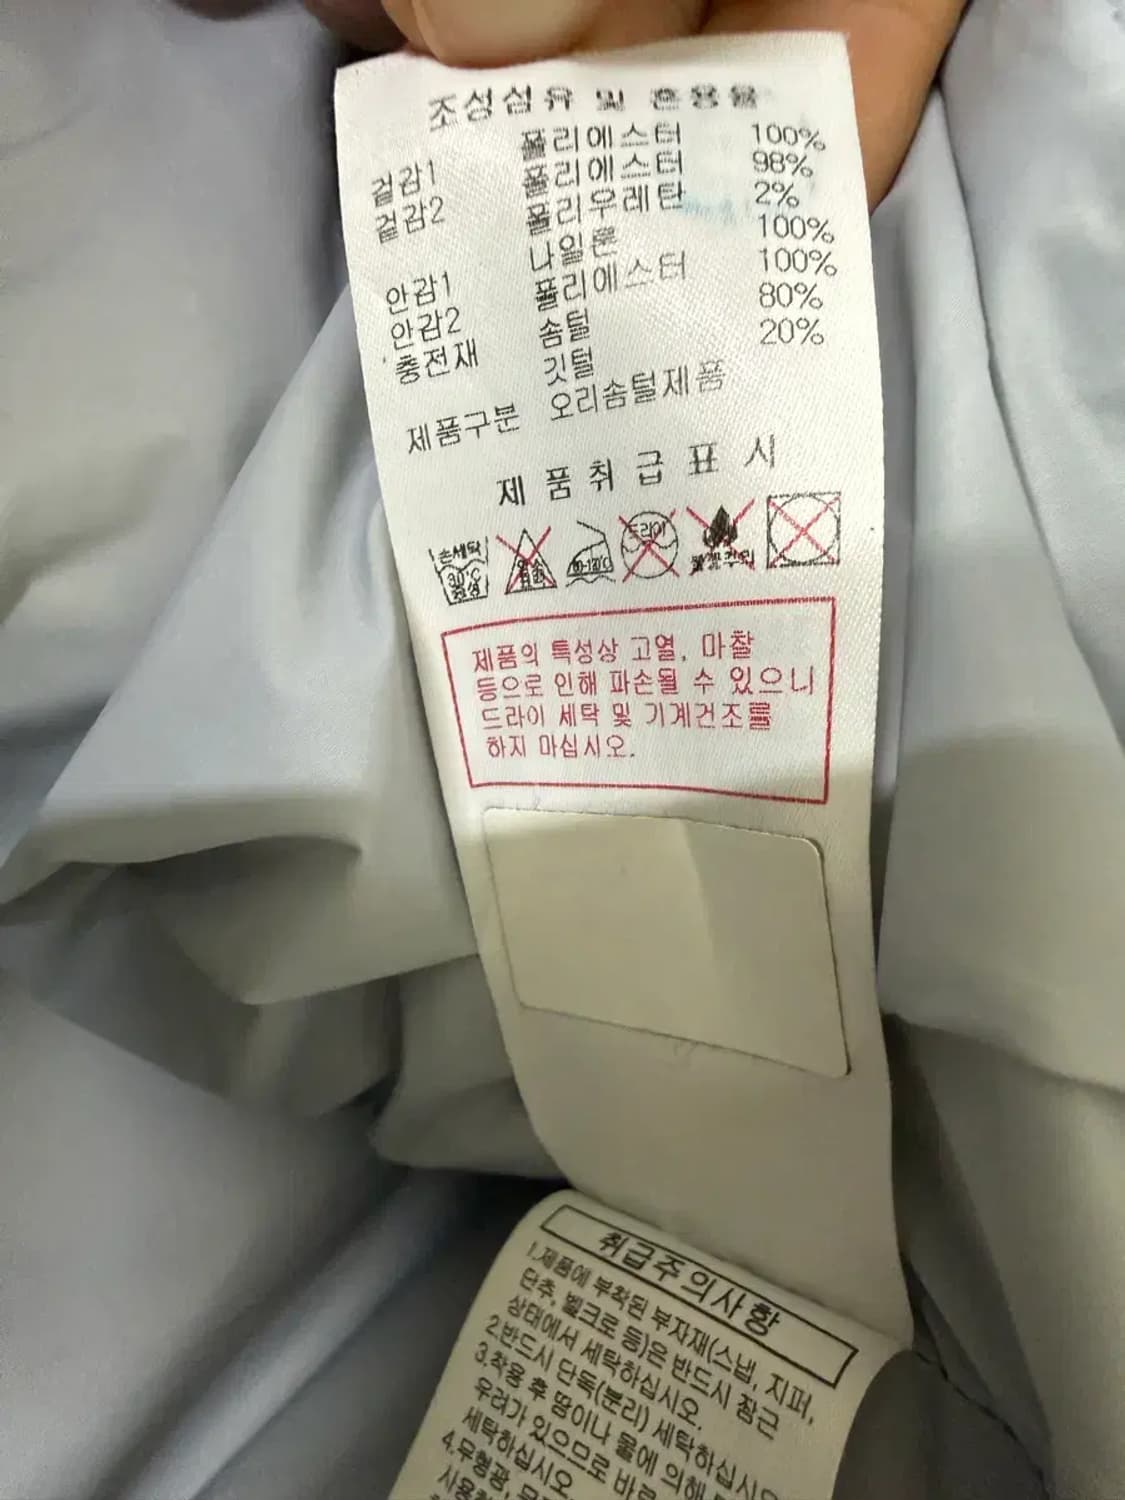 조성섬유 및 혼용율
겉감1 폴리에스터 100%
겉감2 폴리에스터 98%
폴리우레탄 2%
안감1 나일론 100%
안감2 폴리에스터 100%
충전재 솜털 80%
깃털 20%
제품구분 오리솜털제품
제품취급표시
손세탁 30°C 중성
염소
80-120°C
드라이
제품의 특성상 고열, 마찰
등으로 인해 파손될 수 있으니
드라이 세탁 및 기계건조를
하지 마십시오.
취급주의사항
1.제품에 부착된 부자재(스냅, 지퍼,
단추, 벨크로 등)은 반드시 잠근
상태에서 세탁하십시오.
2.반드시 단독(분리) 세탁하십시오
3.착용 후 땀이나 물에 의해
우려가 있으므로 바로
세탁하십시오.
4.무형광,